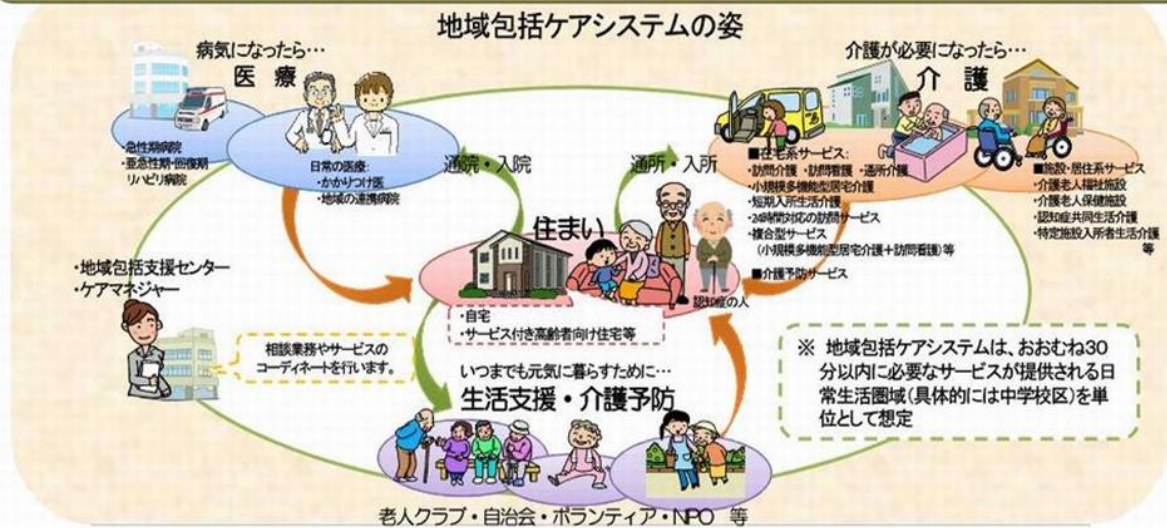 地域包括ケアシステムの姿
病気になったら…
医療
・急性期病院
・亜急性期・回復期
リハビリ病院
日常の医療:
・かかりつけ医
・地域の連携病院
通院・入院
通所・入所
介護が必要になったら…
介護
■在宅系サービス:
・訪問介護 ・訪問看護 ・通所介護
・小規模多機能型居宅介護
・短期入所生活介護
・24時間対応の訪問サービス
・複合型サービス
(小規模多機能型居宅介護+訪問看護)等
■介護予防サービス
■施設・居住系サービス
・介護老人福祉施設
・介護老人保健施設
・認知症共同生活介護
・特定施設入所者生活介護
等
住まい
認知症の人
・自宅
・サービス付き高齢者向け住宅等
・地域包括支援センター
・ケアマネジャー
相談業務やサービスの
コーディネートを行います。
いつまでも元気に暮らすために…
生活支援・介護予防
老人クラブ・自治会・ボランティア・NPO 等
※ 地域包括ケアシステムは、おおむね30
分以内に必要なサービスが提供される日
常生活圏域(具体的には中学校区)を単
位として想定